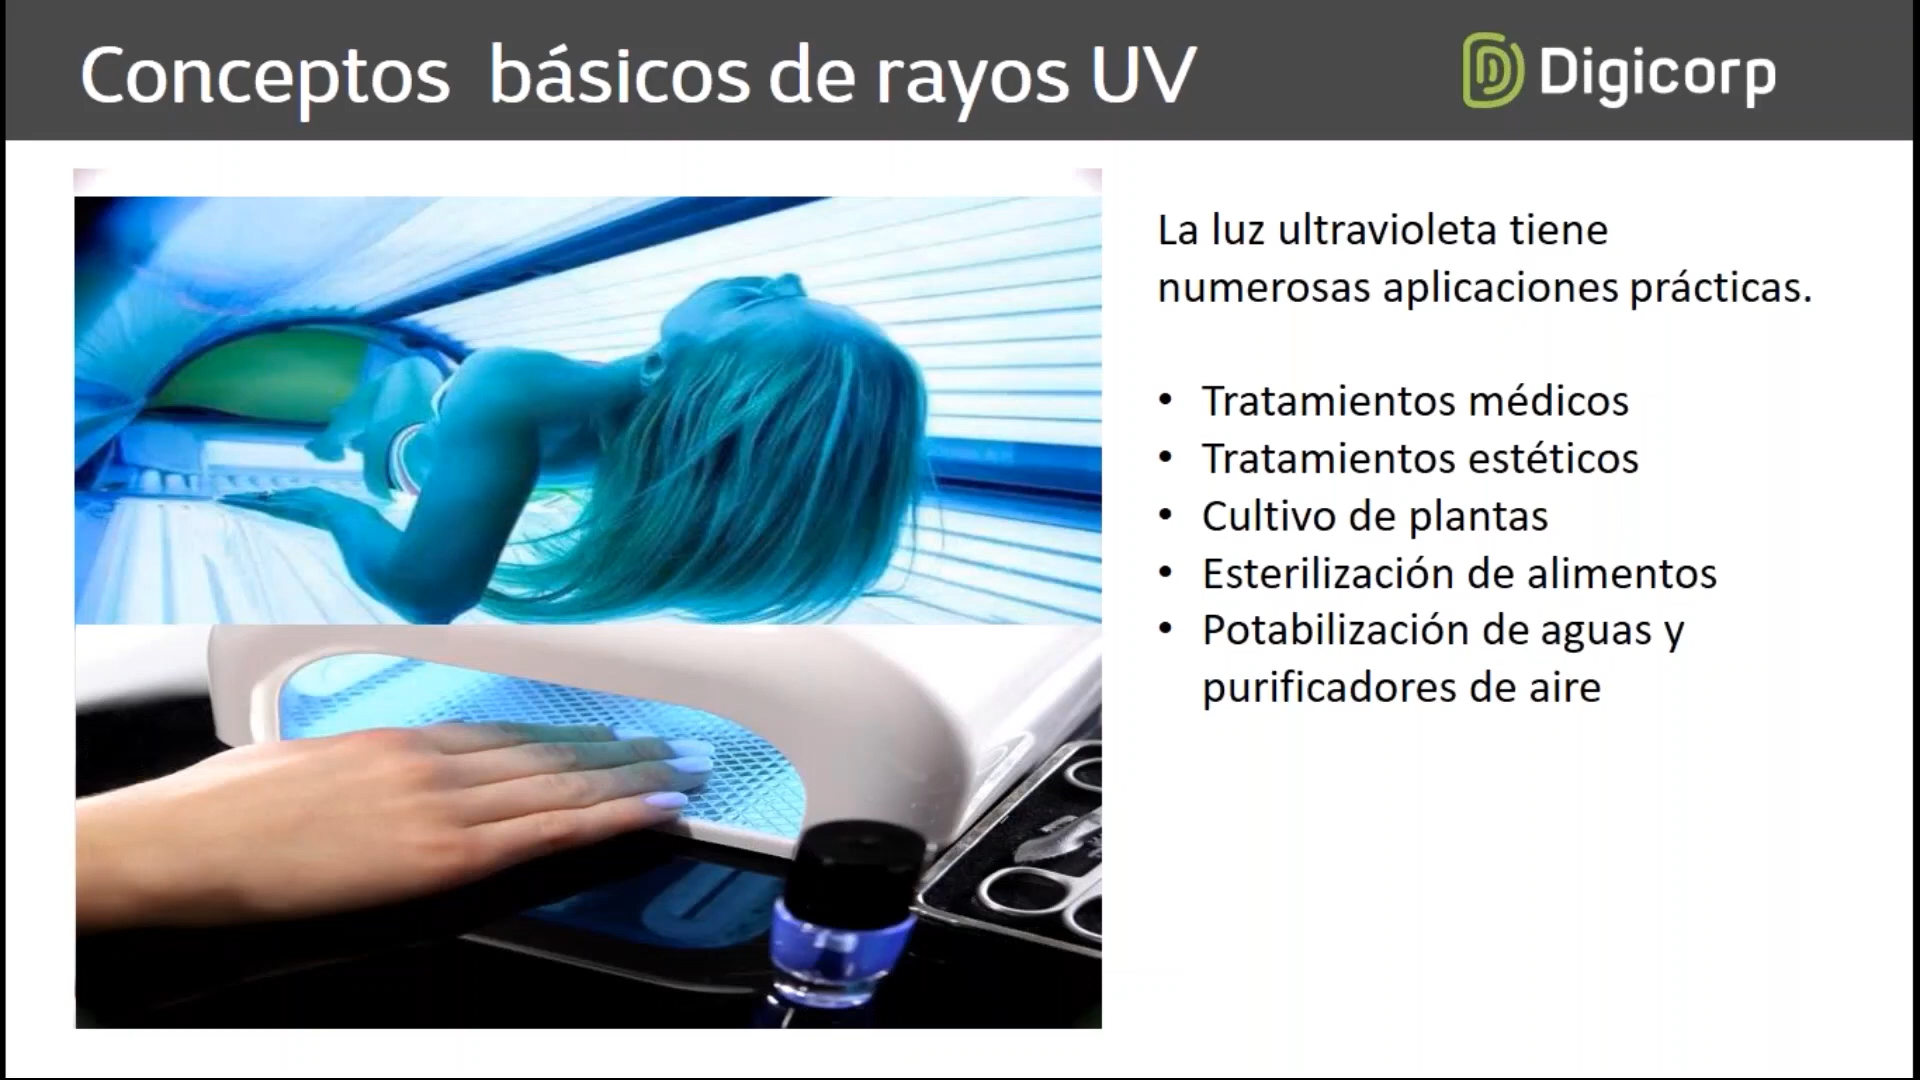 Conceptos básicos de rayos UV
Digicorp
La luz ultravioleta tiene
numerosas aplicaciones prácticas.
• Tratamientos médicos
• Tratamientos estéticos
• Cultivo de plantas
• Esterilización de alimentos
• Potabilización de aguas y
purificadores de aire